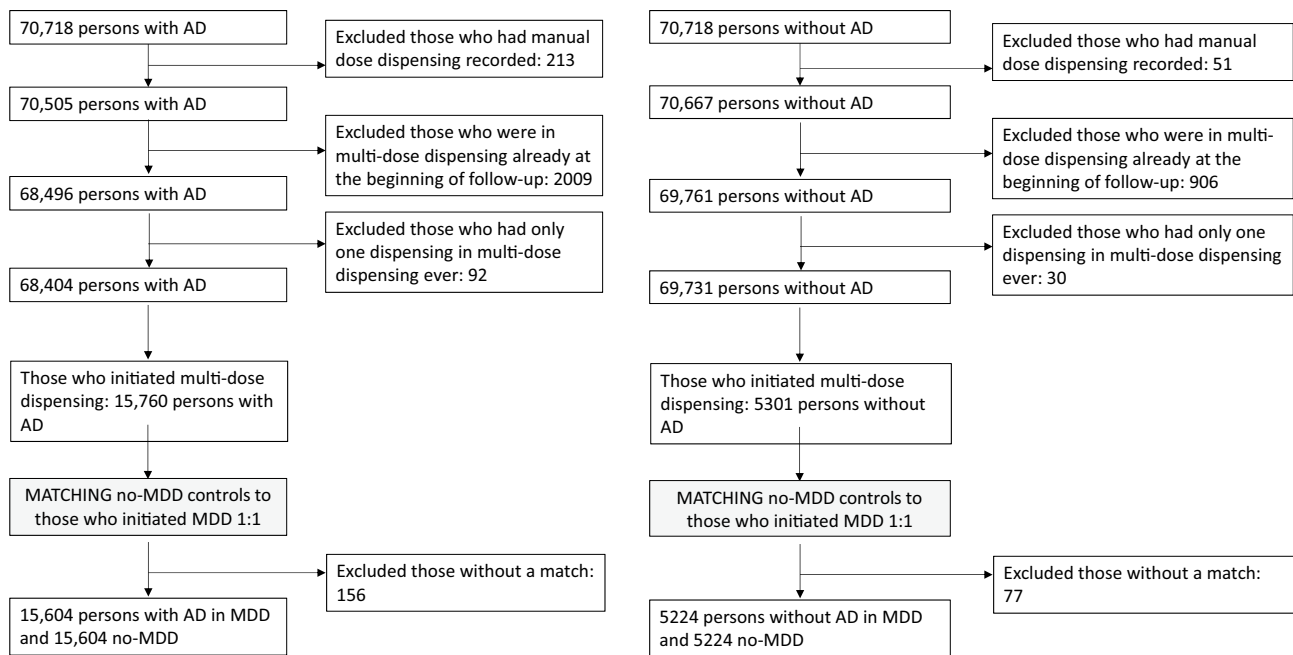 70,718 persons with AD
Excluded those who had manual
dose dispensing recorded: 213
70,505 persons with AD
Excluded those who were in
multi-dose dispensing already at
the beginning of follow-up: 2009
68,496 persons with AD
Excluded those who had only
one dispensing in multi-dose
dispensing ever: 92
68,404 persons with AD
Those who initiated multi-dose
dispensing: 15,760 persons with
AD
MATCHING no-MDD controls to
those who initiated MDD 1:1
Excluded those without a match:
156
15,604 persons with AD in MDD
and 15,604 no-MDD
70,718 persons without AD
Excluded those who had manual
dose dispensing recorded: 51
70,667 persons without AD
Excluded those who were in multi-
dose dispensing already at the
beginning of follow-up: 906
69,761 persons without AD
Excluded those who had only one
dispensing in multi-dose dispensing
ever: 30
69,731 persons without AD
Those who initiated multi-dose
dispensing: 5301 persons without
AD
MATCHING no-MDD controls to
those who initiated MDD 1:1
Excluded those without a match:
77
5224 persons without AD in MDD
and 5224 no-MDD